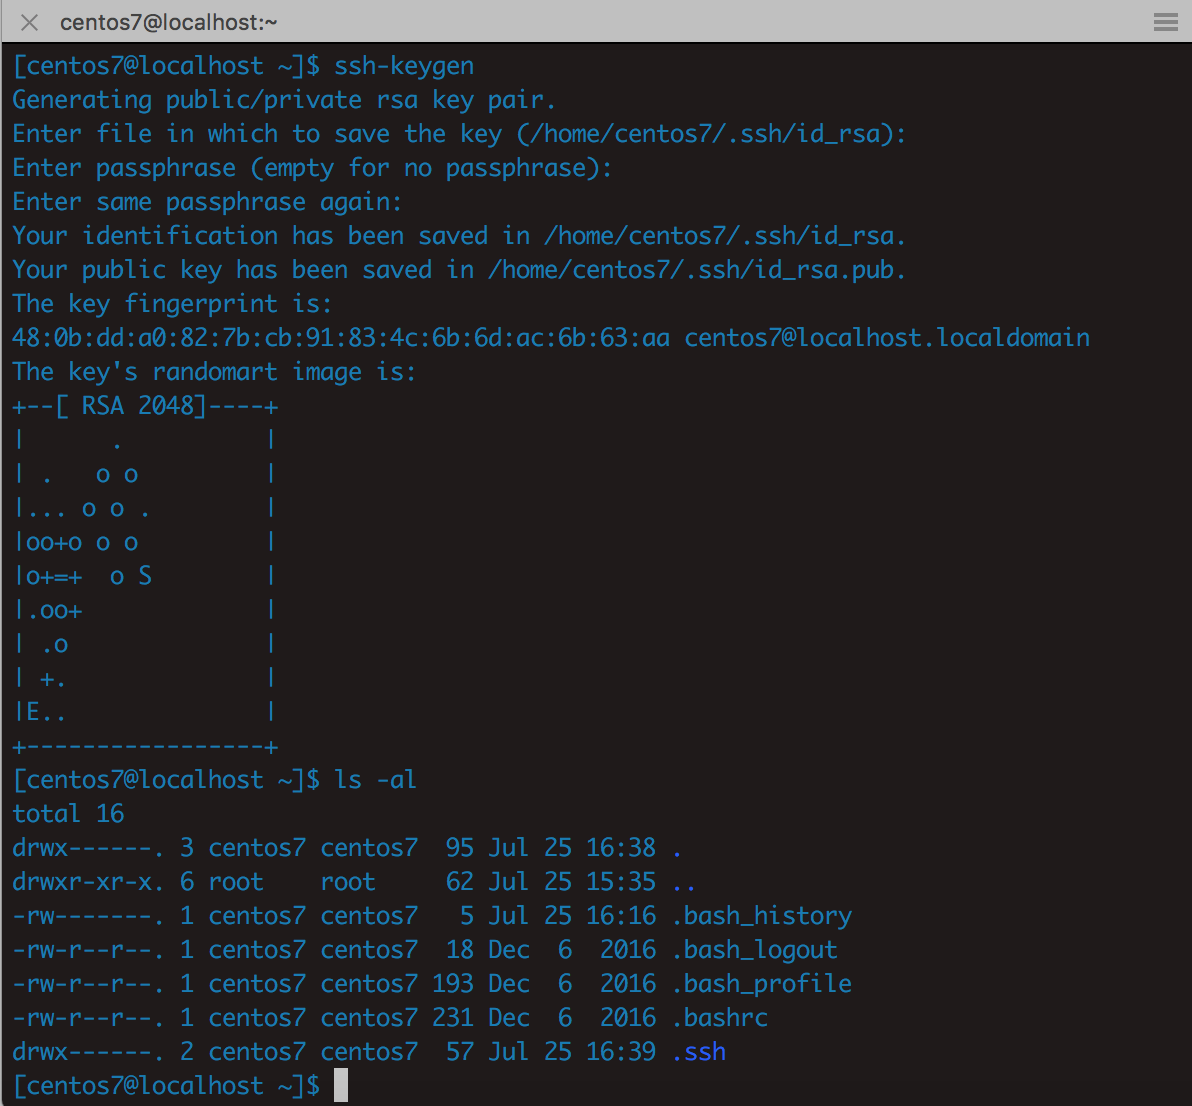 centos7@localhost:~
[centos7@localhost ~]$ ssh-keygen
Generating public/private rsa key pair.
Enter file in which to save the key (/home/centos7/.ssh/id_rsa):
Enter passphrase (empty for no passphrase):
Enter same passphrase again:
Your identification has been saved in /home/centos7/.ssh/id_rsa.
Your public key has been saved in /home/centos7/.ssh/id_rsa.pub.
The key fingerprint is:
48:0b:dd:a0:82:7b:cb:91:83:4c:6b:6d:ac:6b:63:aa centos7@localhost.localdomain
The key's randomart image is:
+--[ RSA 2048]----+
|      .          |
| .   o o         |
|... o o .        |
|oo+o o o         |
|o+=+  o S        |
|.oo+             |
| .o              |
| +.              |
|E..              |
+-----------------+
[centos7@localhost ~]$ ls -al
total 16
drwx------. 3 centos7 centos7  95 Jul 25 16:38 .
drwxr-xr-x. 6 root    root     62 Jul 25 15:35 ..
-rw-------. 1 centos7 centos7   5 Jul 25 16:16 .bash_history
-rw-r--r--. 1 centos7 centos7  18 Dec  6  2016 .bash_logout
-rw-r--r--. 1 centos7 centos7 193 Dec  6  2016 .bash_profile
-rw-r--r--. 1 centos7 centos7 231 Dec  6  2016 .bashrc
drwx------. 2 centos7 centos7  57 Jul 25 16:39 .ssh
[centos7@localhost ~]$